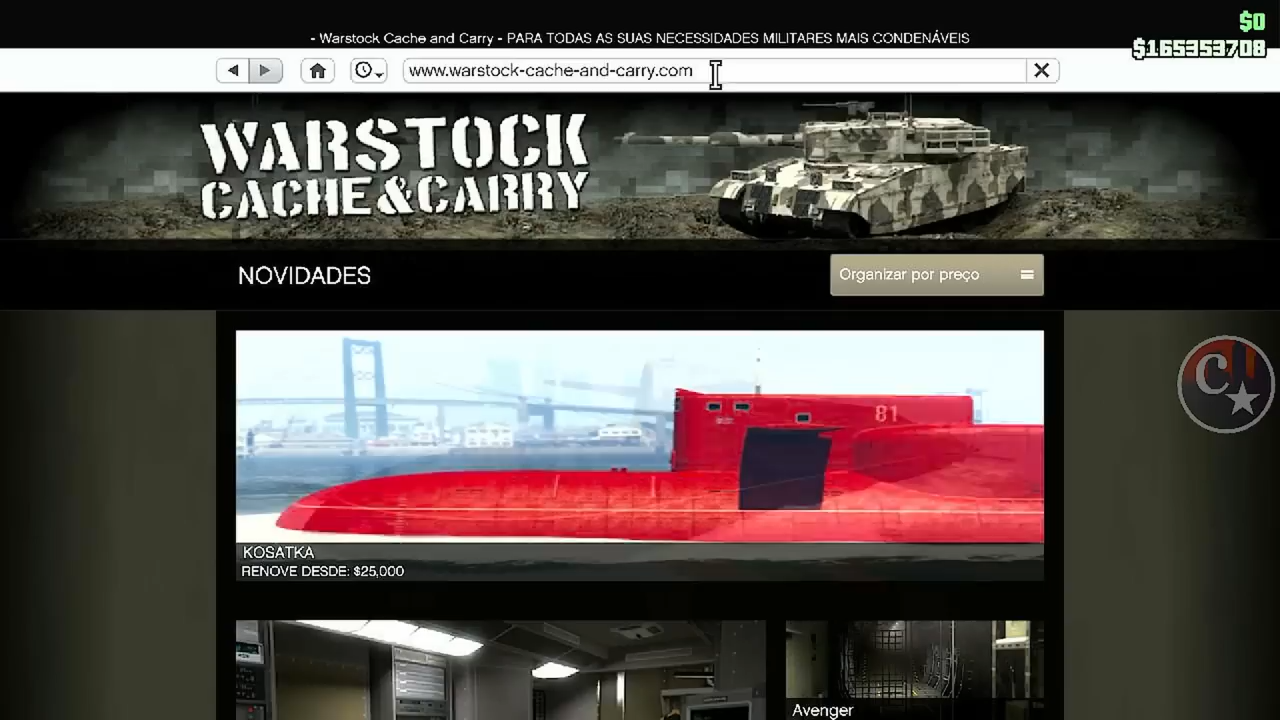 $0
- Warstock Cache and Carry - PARA TODAS AS SUAS NECESSIDADES MILITARES MAIS CONDENÁVEIS
$165353708
www.warstock-cache-and-carry.com
WARSTOCK
CACHE&CARRY
NOVIDADES
Organizar por preço
C
81
KOSATKA
RENOVE DESDE: $25,000
Avenger